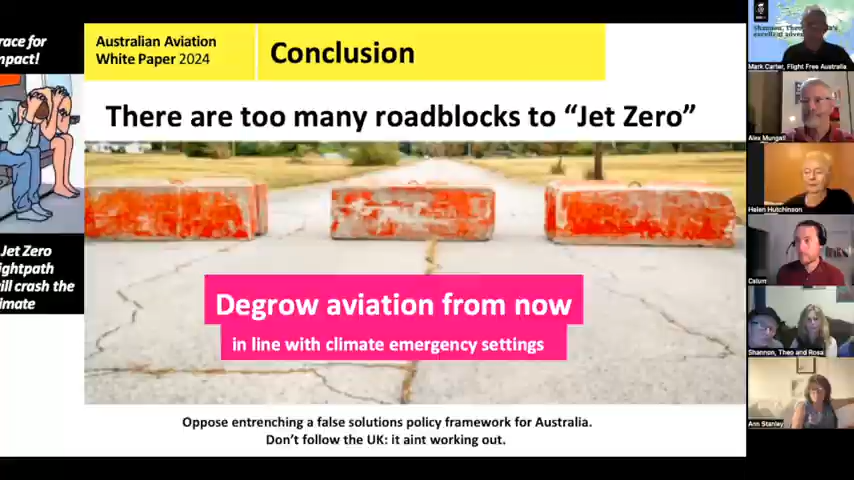 race for
mpact!
Jet Zero
ightpath
ill crash the
imate
Australian Aviation
White Paper 2024
Conclusion
There are too many roadblocks to “Jet Zero”
Degrow aviation from now
in line with climate emergency settings
Oppose entrenching a false solutions policy framework for Australia.
Don’t follow the UK: it aint working out.
Mark Carter, Flight Free Australia
Alex Mungall
Helen Hutchinson
Calum
Shannon, Theo and Rosa
Ann Stanley